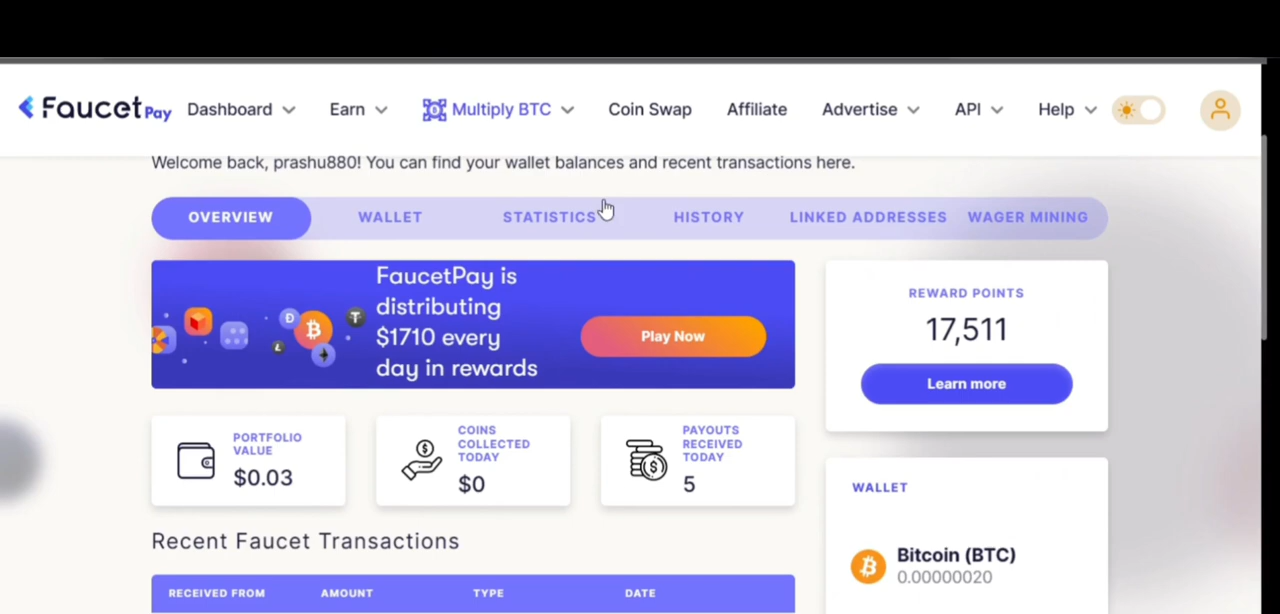 FaucetPay Dashboard Earn Multiply BTC Coin Swap Affiliate Advertise API Help
Welcome back, prashu880! You can find your wallet balances and recent transactions here.
OVERVIEW WALLET STATISTICS HISTORY LINKED ADDRESSES WAGER MINING
FaucetPay is
distributing
$1710 every
day in rewards
Play Now
REWARD POINTS
17,511
Learn more
PORTFOLIO
VALUE
$0.03
COINS
COLLECTED
TODAY
$0
PAYOUTS
RECEIVED
TODAY
5
WALLET
Bitcoin (BTC)
0.00000020
Recent Faucet Transactions
RECEIVED FROM AMOUNT TYPE DATE